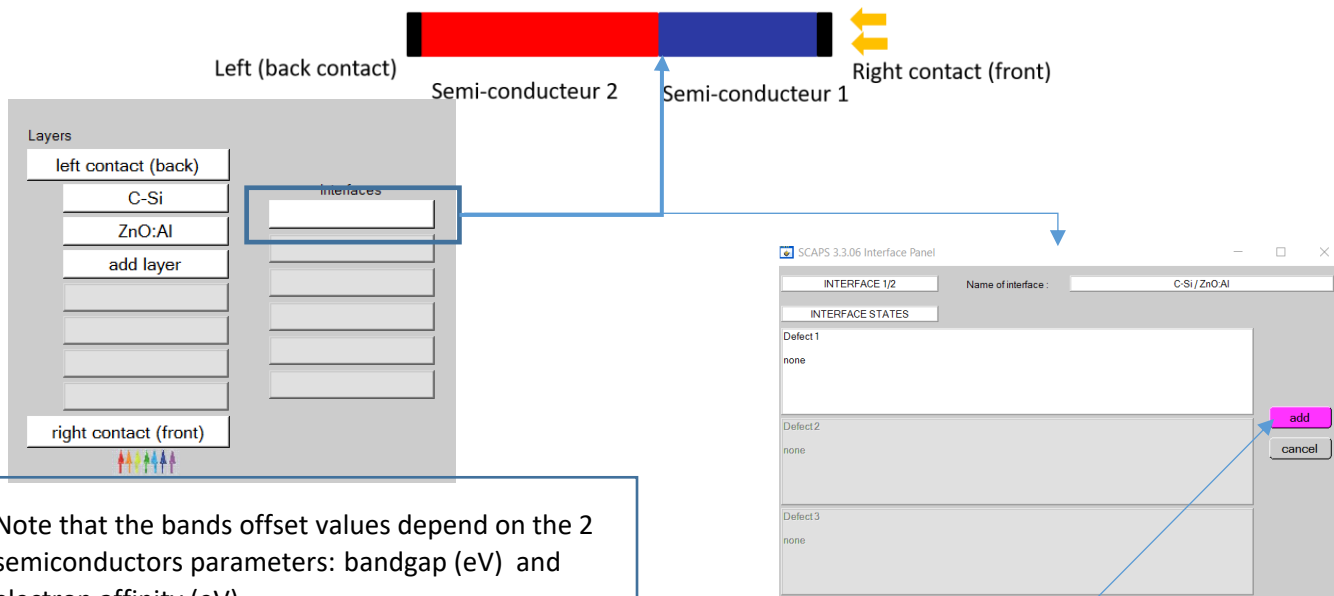 Left (back contact)
Semi-conducteur 2
Semi-conducteur 1
Right contact (front)
Layers
left contact (back)
Interfaces
C-Si
ZnO:Al
add layer
right contact (front)
SCAPS 3.3.06 Interface Panel
INTERFACE 1/2
Name of interface :
C-Si / ZnO:Al
INTERFACE STATES
Defect 1
none
add
Defect 2
none
cancel
Defect 3
none
Note that the bands offset values depend on the 2
semiconductors parameters: bandgap (eV) and
electron affinity (eV)